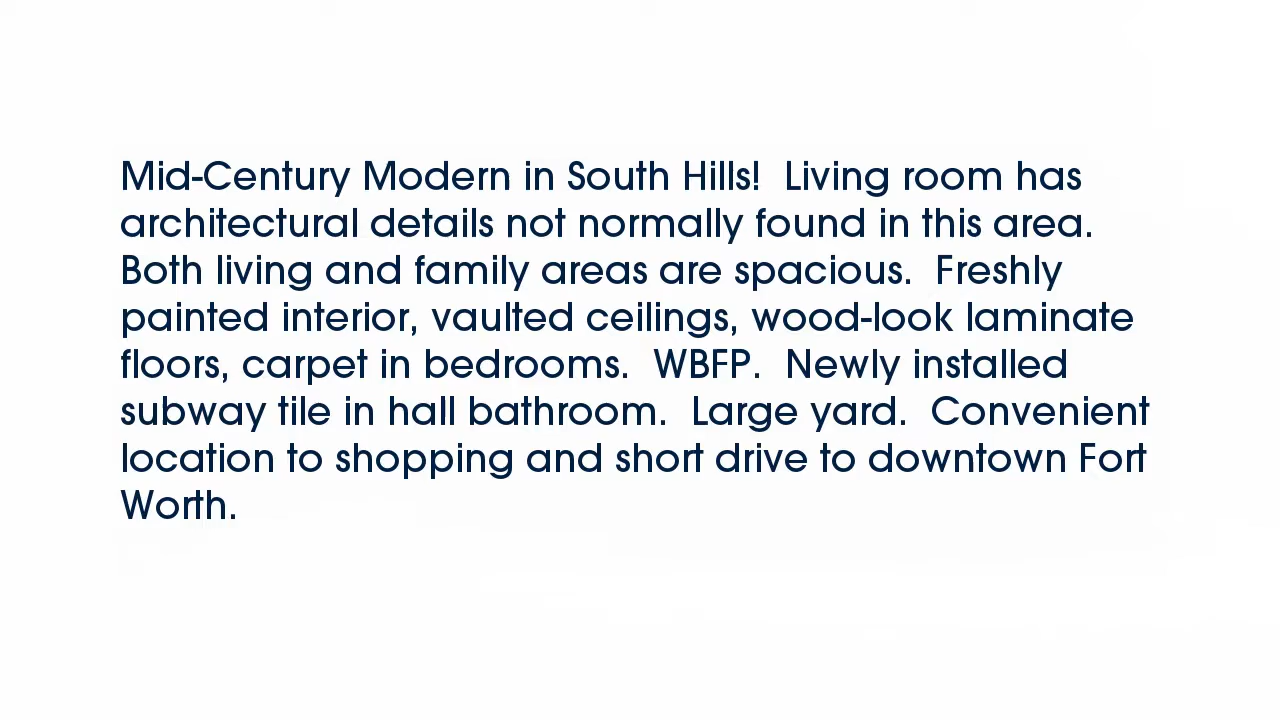 Mid-Century Modern in South Hills!  Living room has
architectural details not normally found in this area.
Both living and family areas are spacious.  Freshly
painted interior, vaulted ceilings, wood-look laminate
floors, carpet in bedrooms.  WBFP.  Newly installed
subway tile in hall bathroom.  Large yard.  Convenient
location to shopping and short drive to downtown Fort
Worth.